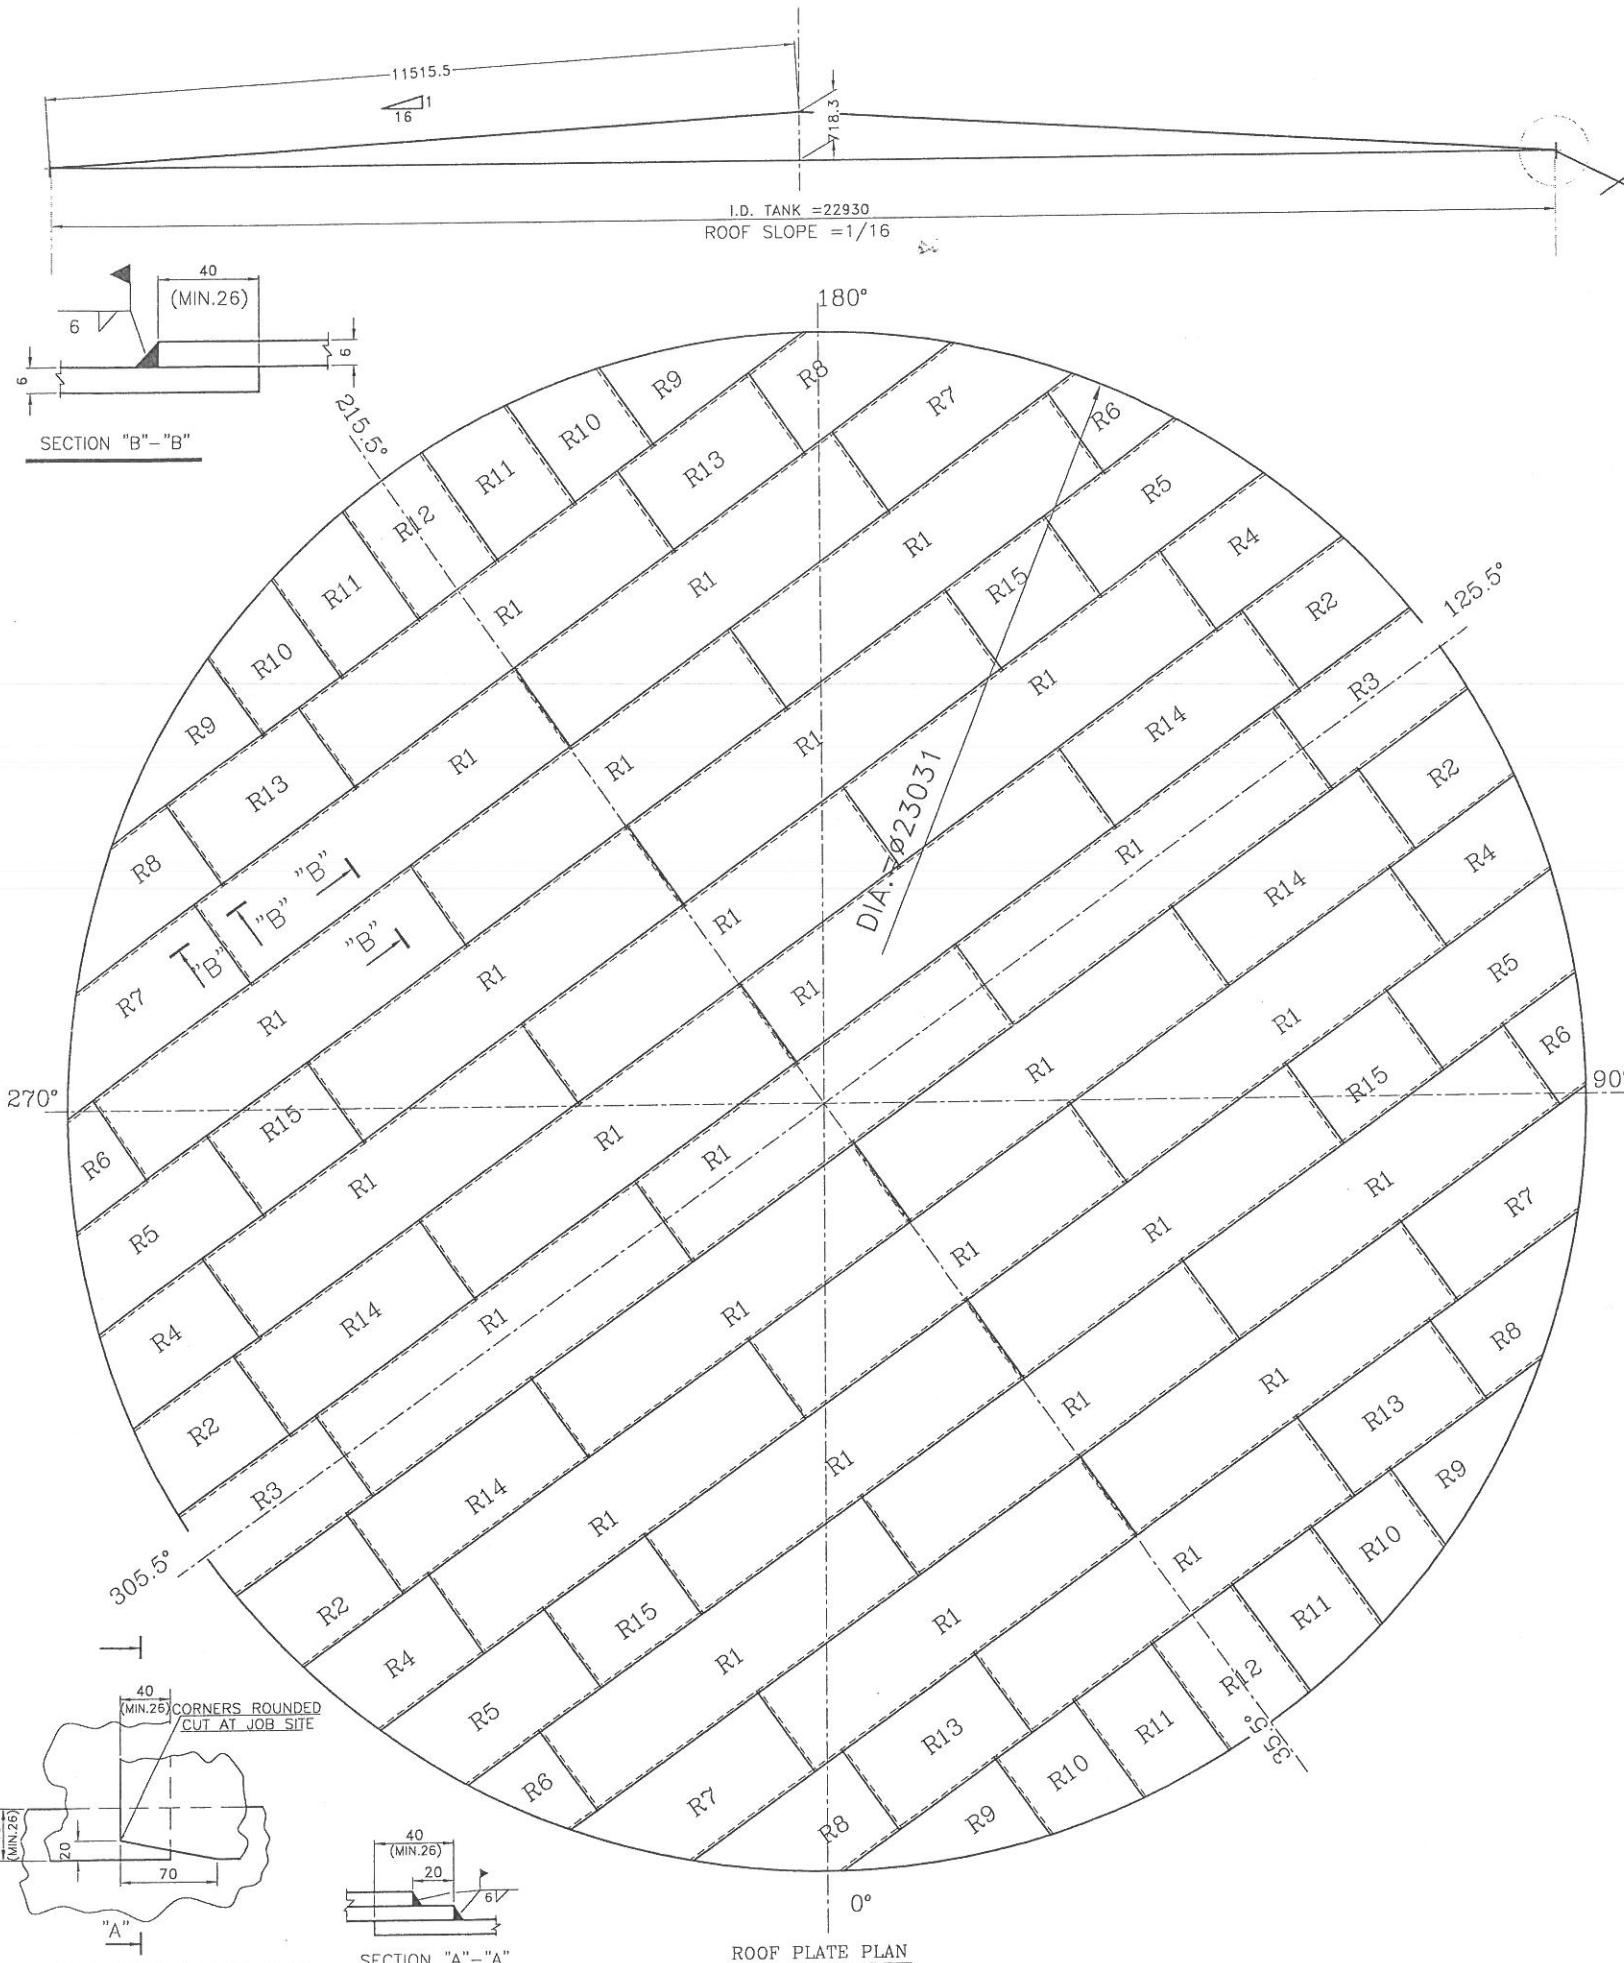 11515.5
1
16
718.3
I.D. TANK =22930
ROOF SLOPE =1/16
40
(MIN.26)
6
6
6
SECTION "B"-"B"
180°
215.5°
125.5°
270°
90°
305.5°
35.5°
0°
R9
R8
R10
R7
R11
R13
R6
R12
R5
R11
R1
R15
R4
R10
R1
R1
R2
R9
R1
R1
R3
R13
R1
R14
R8
R1
R1
R2
R1
R4
R14
DIA.=φ23031
"B"
"B"
"B"
"B"
R7
R1
R1
R1
R5
R1
R6
R15
R1
R15
R6
R1
R1
R1
R7
R5
R1
R1
R4
R14
R1
R1
R8
R2
R1
R1
R13
R3
R14
R1
R9
R1
R10
R2
R15
R1
R1
R11
R4
R1
R12
R5
R13
R11
R6
R7
R10
R8
R9
40
(MIN.26)
CORNERS ROUNDED
CUT AT JOB SITE
(MIN.26)
20
70
"A"
40
(MIN.26)
20
6
SECTION "A"-"A"
ROOF PLATE PLAN